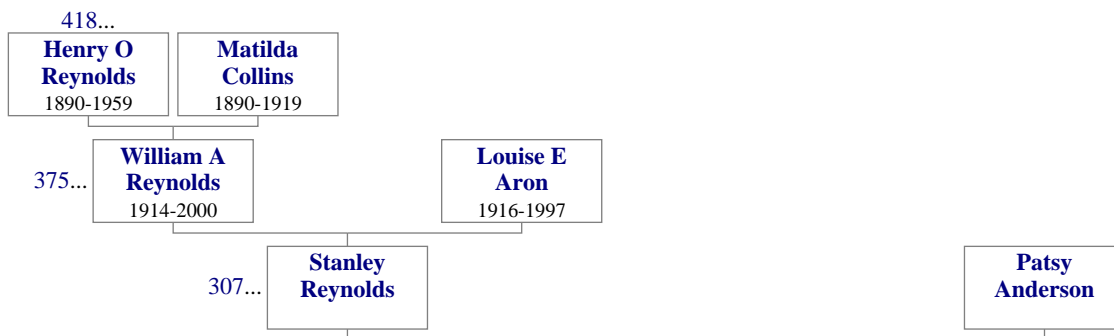 418...
Henry O
Reynolds
1890-1959
Matilda
Collins
1890-1919
375...
William A
Reynolds
1914-2000
Louise E
Aron
1916-1997
307...
Stanley
Reynolds
Patsy
Anderson